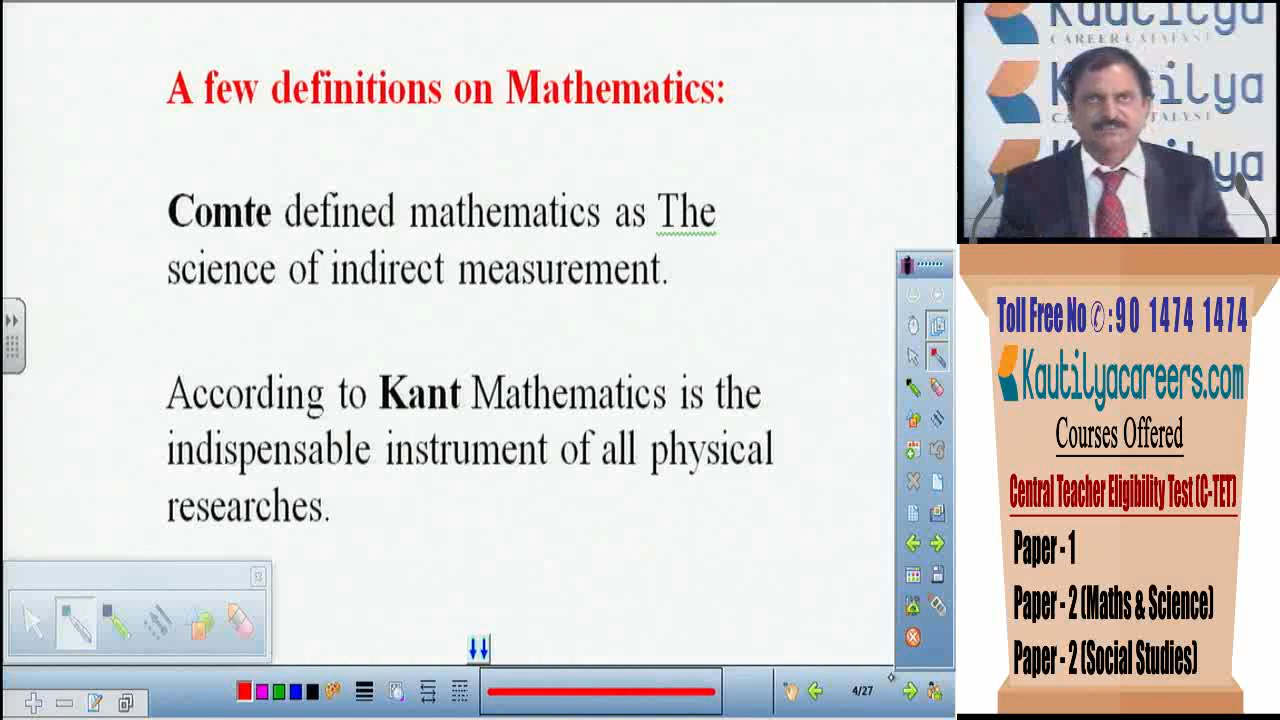 A few definitions on Mathematics:
Comte defined mathematics as The
science of indirect measurement.
According to Kant Mathematics is the
indispensable instrument of all physical
researches.
4/27
Kautilya
CAREER CATALYST
Kautilya
Toll Free No ✆: 90 1474 1474
Kautilyacareers.com
Courses Offered
Central Teacher Eligibility Test (C-TET)
Paper - 1
Paper - 2 (Maths & Science)
Paper - 2 (Social Studies)